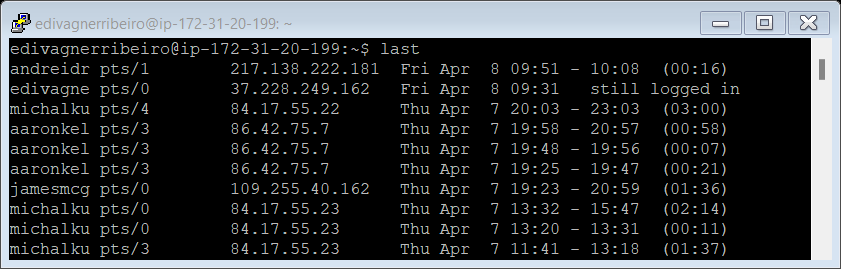 edivagnerribeiro@ip-172-31-20-199: ~
edivagnerribeiro@ip-172-31-20-199:~$ last
andreidr pts/1        217.138.222.181  Fri Apr  8 09:51 - 10:08  (00:16)
edivagne pts/0        37.228.249.162   Fri Apr  8 09:31   still logged in
michalku pts/4        84.17.55.22      Thu Apr  7 20:03 - 23:03  (03:00)
aaronkel pts/3        86.42.75.7       Thu Apr  7 19:58 - 20:57  (00:58)
aaronkel pts/3        86.42.75.7       Thu Apr  7 19:48 - 19:56  (00:07)
aaronkel pts/3        86.42.75.7       Thu Apr  7 19:25 - 19:47  (00:21)
jamesmcg pts/0        109.255.40.162   Thu Apr  7 19:23 - 20:59  (01:36)
michalku pts/0        84.17.55.23      Thu Apr  7 13:32 - 15:47  (02:14)
michalku pts/0        84.17.55.23      Thu Apr  7 13:20 - 13:31  (00:11)
michalku pts/3        84.17.55.23      Thu Apr  7 11:41 - 13:18  (01:37)